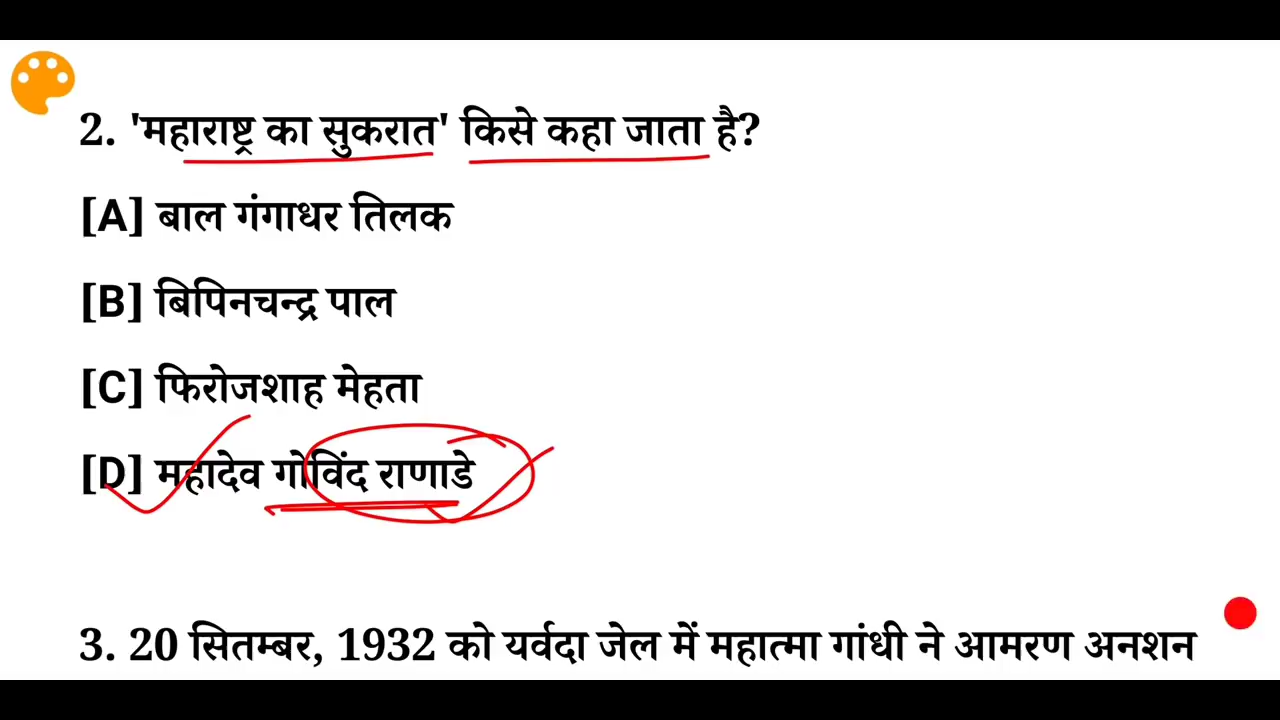 2. 'महाराष्ट्र का सुकरात' किसे कहा जाता है?
[A] बाल गंगाधर तिलक
[B] बिपिनचन्द्र पाल
[C] फिरोजशाह मेहता
[D] महादेव गोविंद राणाडे
3. 20 सितम्बर, 1932 को यर्वदा जेल में महात्मा गांधी ने आमरण अनशन